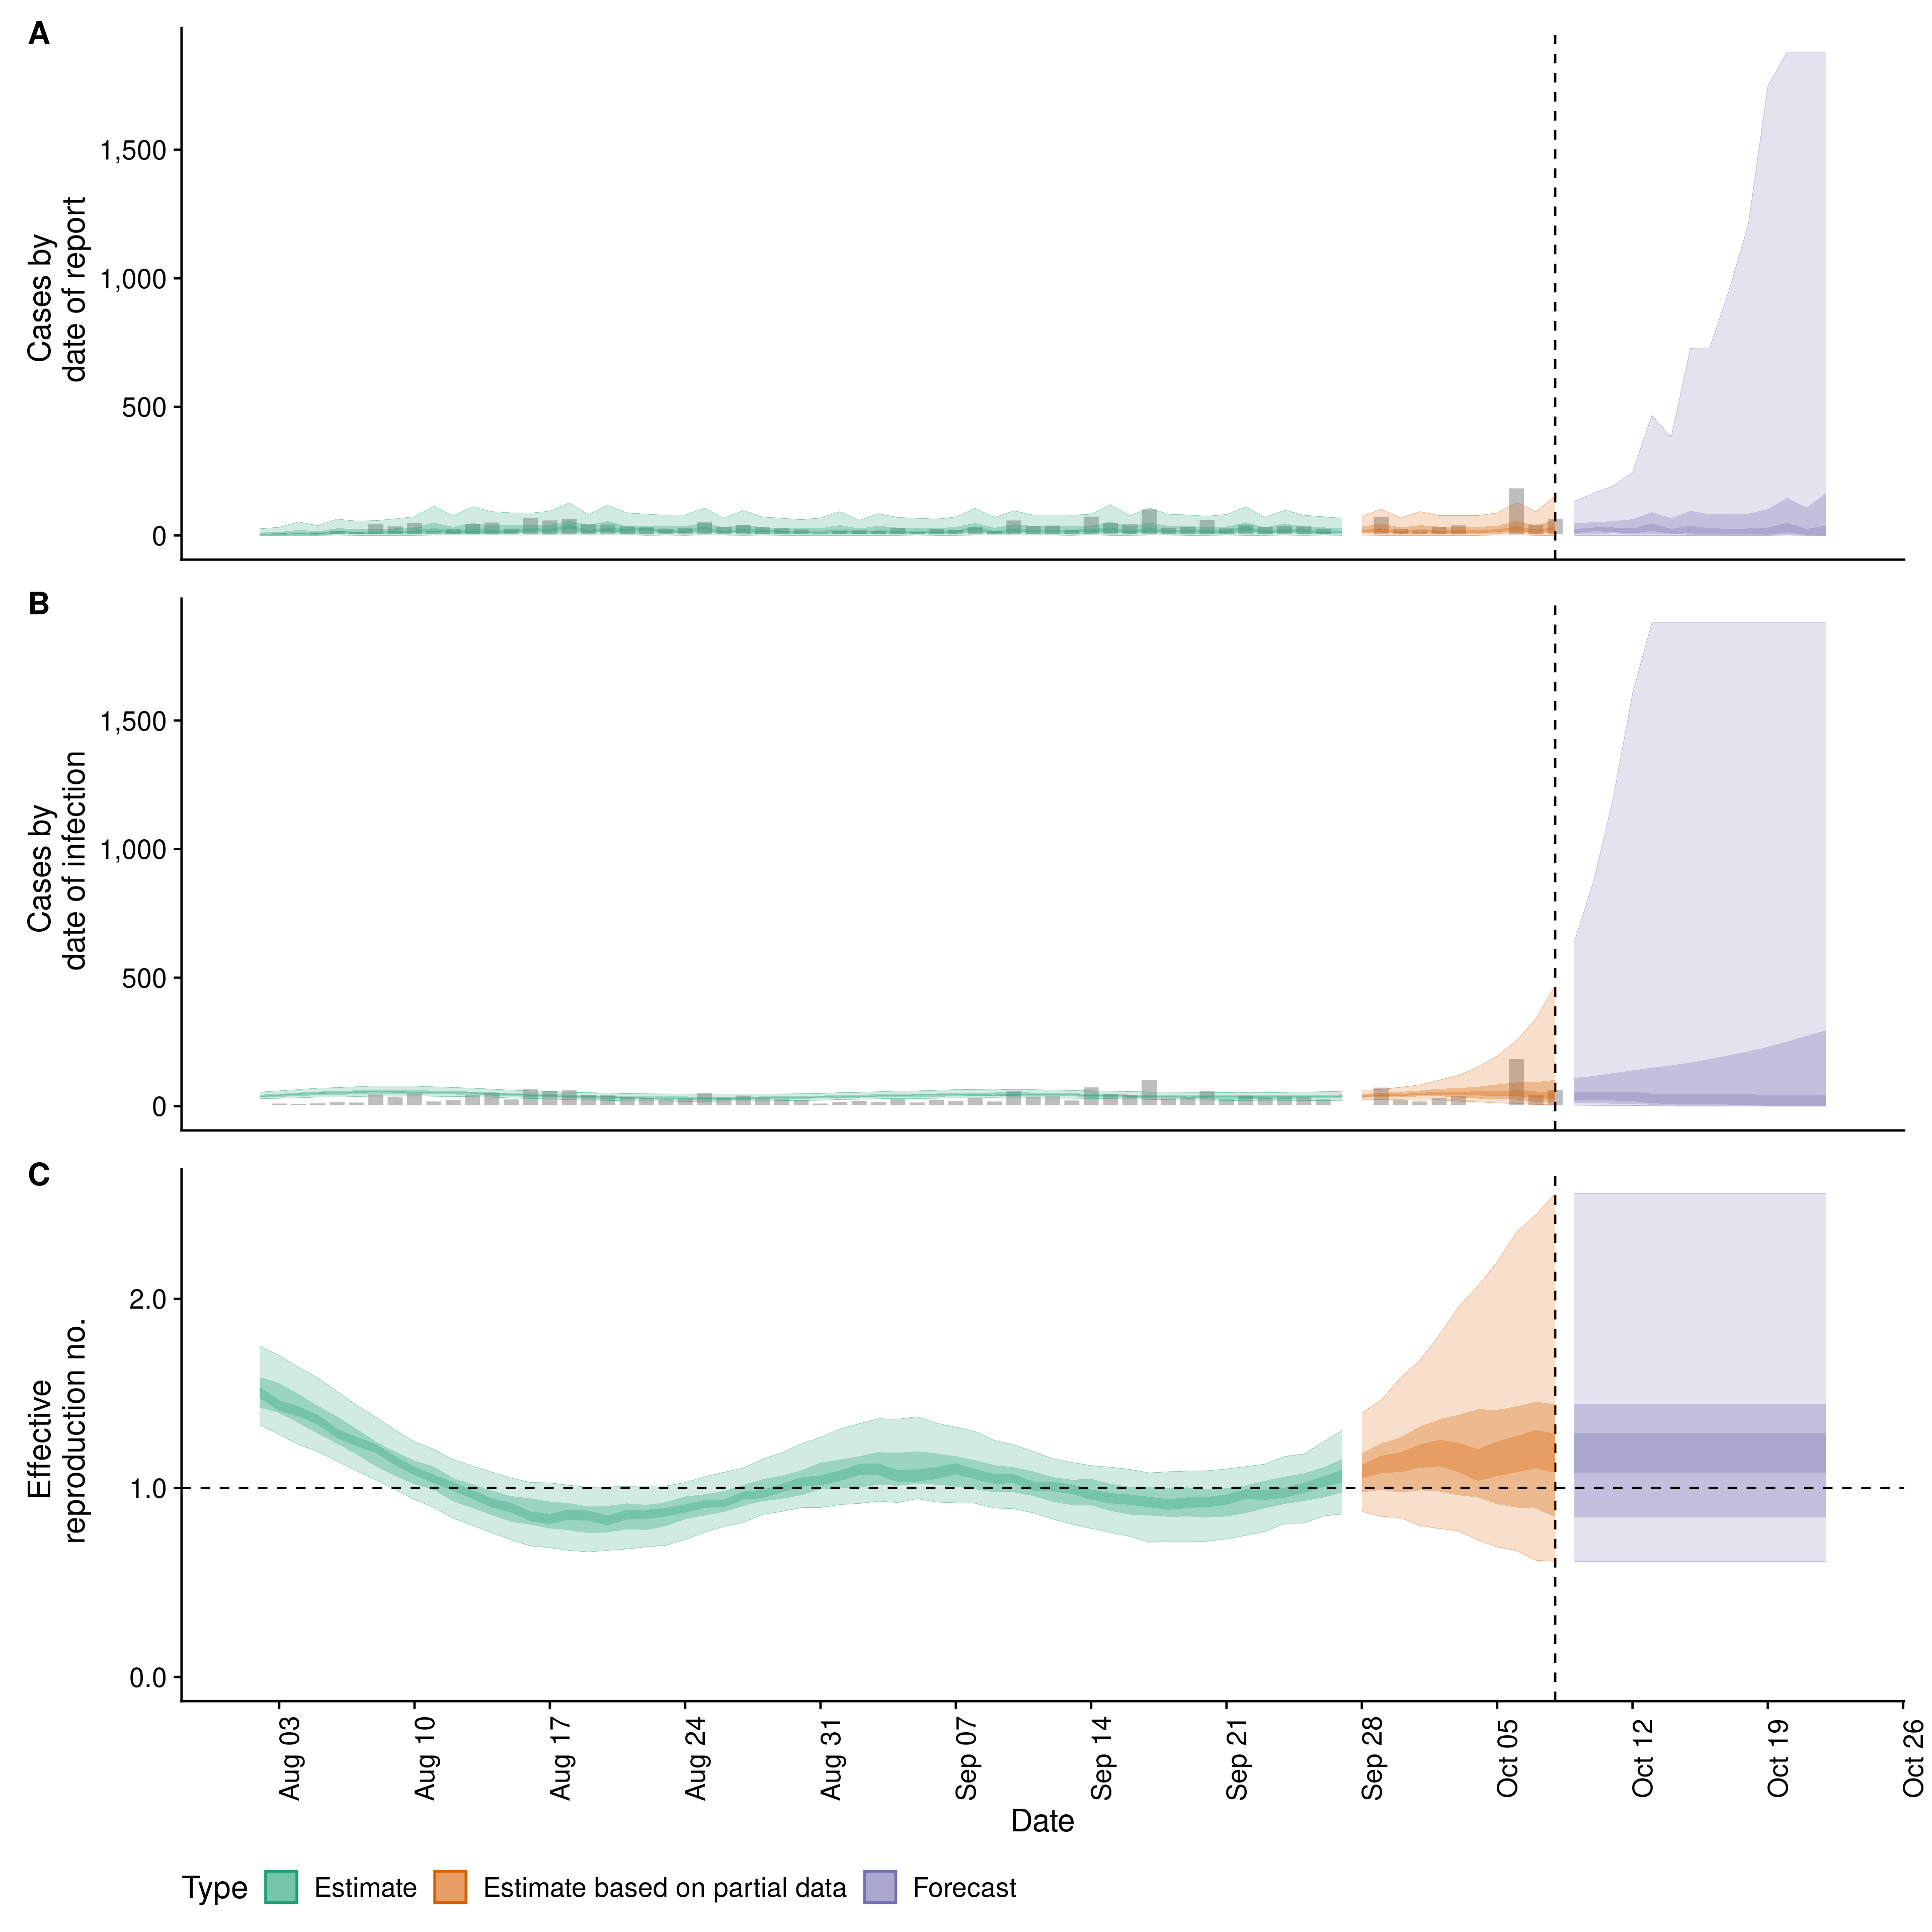 A
Cases by
date of report
1,500
1,000
500
0
B
Cases by
date of infection
1,500
1,000
500
0
C
Effective
reproduction no.
2.0
1.0
0.0
Aug 03
Aug 10
Aug 17
Aug 24
Aug 31
Sep 07
Sep 14
Sep 21
Sep 28
Oct 05
Oct 12
Oct 19
Oct 26
Date
Type Estimate Estimate based on partial data Forecast